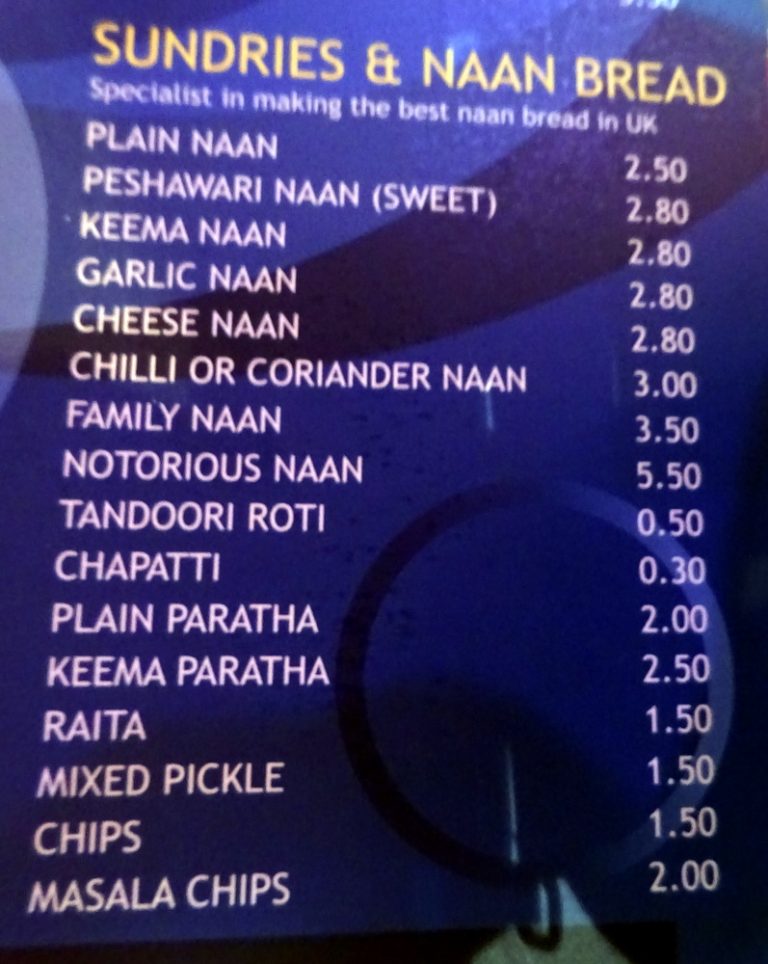 SUNDRIES & NAAN BREAD
Specialist in making the best naan bread in UK
PLAIN NAAN 2.50
PESHAWARI NAAN (SWEET) 2.80
KEEMA NAAN 2.80
GARLIC NAAN 2.80
CHEESE NAAN 2.80
CHILLI OR CORIANDER NAAN 3.00
FAMILY NAAN 3.50
NOTORIOUS NAAN 5.50
TANDOORI ROTI 0.50
CHAPATTI 0.30
PLAIN PARATHA 2.00
KEEMA PARATHA 2.50
RAITA 1.50
MIXED PICKLE 1.50
CHIPS 1.50
MASALA CHIPS 2.00